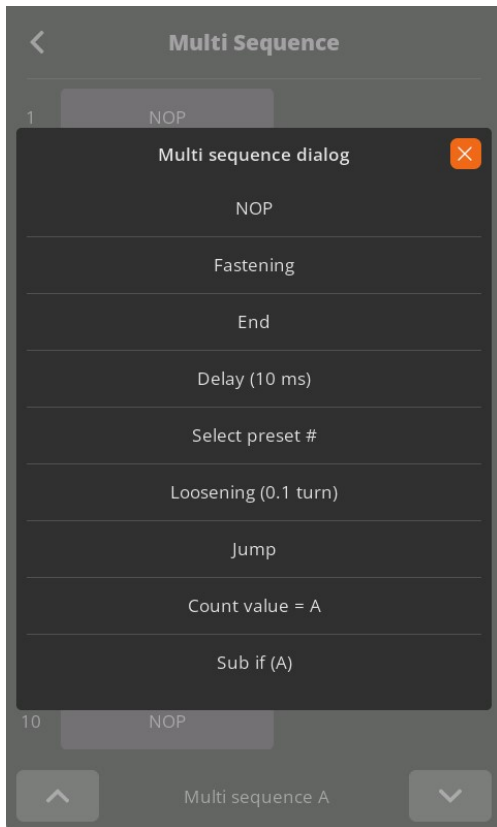 Multi Sequence
1 NOP
Multi sequence dialog
NOP
Fastening
End
Delay (10 ms)
Select preset #
Loosening (0.1 turn)
Jump
Count value = A
Sub if (A)
10 NOP
Multi sequence A